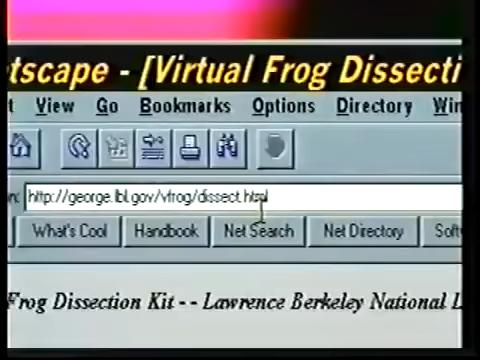 tscape - [Virtual Frog Dissecti
t View Go Bookmarks Options Directory Win
n: http://george.lbl.gov/vfrog/dissect.html
What's Cool Handbook Net Search Net Directory Soft
Frog Dissection Kit - - Lawrence Berkeley National L